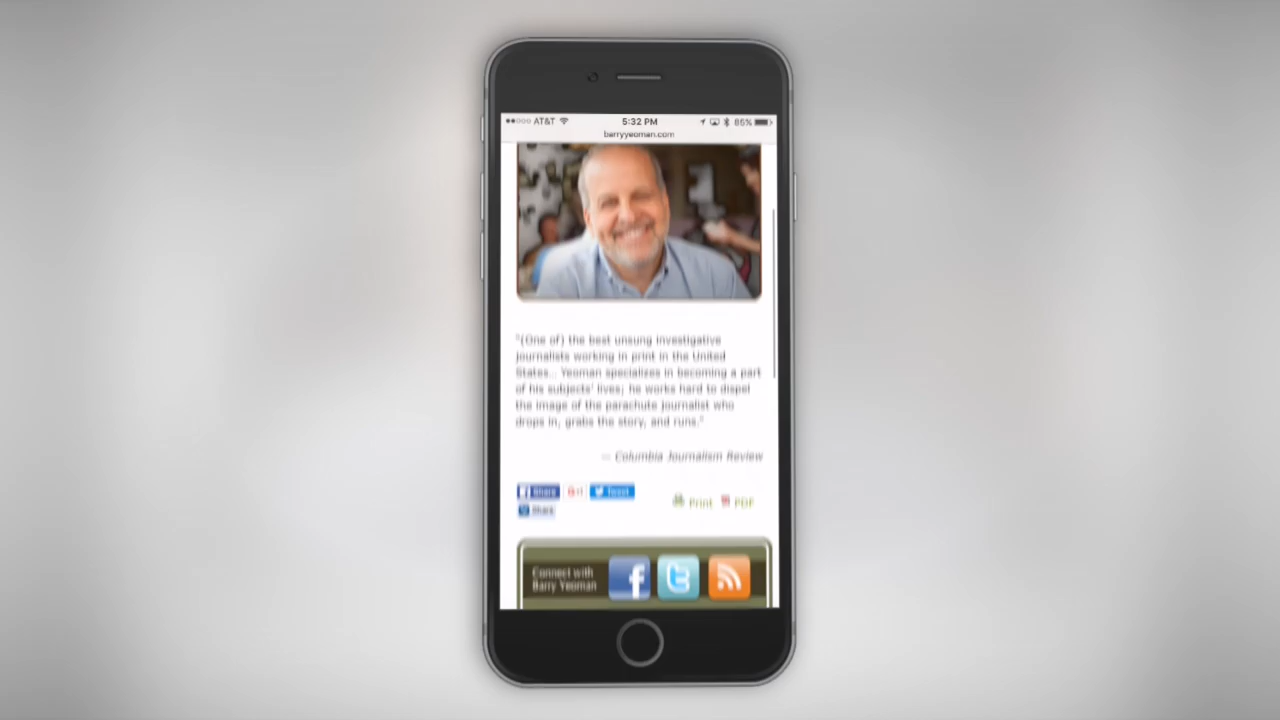 AT&T
5:32 PM
85%
barryyeoman.com
"(One of) the best unsung investigative
journalists working in print in the United
States... Yeoman specializes in becoming a part
of his subjects' lives; he works hard to dispel
the image of the parachute journalist who
drops in, grabs the story, and runs."
— Columbia Journalism Review
Share
Tweet
Print
PDF
Share
Connect with
Barry Yeoman